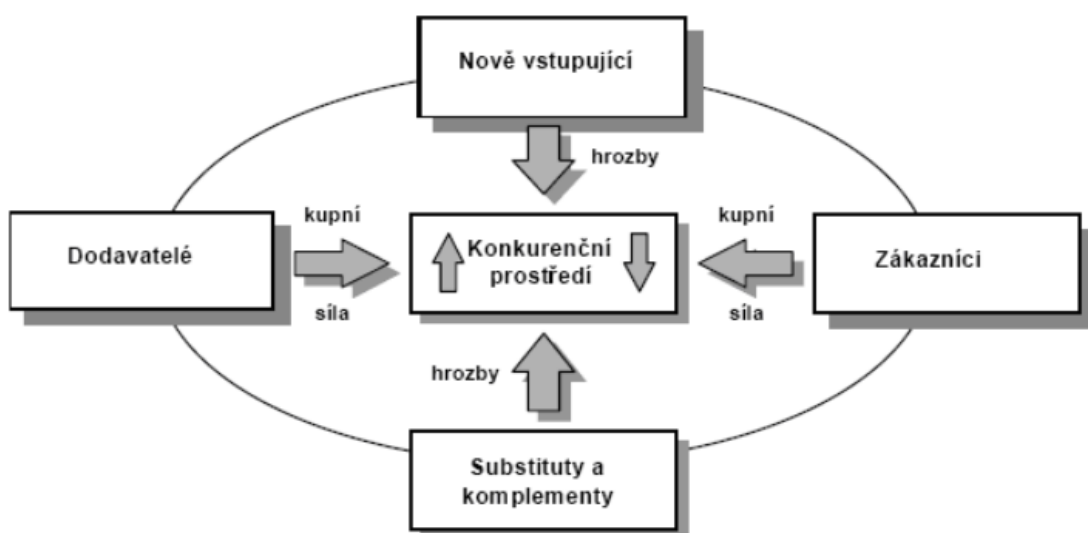 Nově vstupující
hrozby
kupní
Dodavatelé
síla
Konkurenční
prostředí
kupní
Zákazníci
síla
hrozby
Substituty a
komplementy